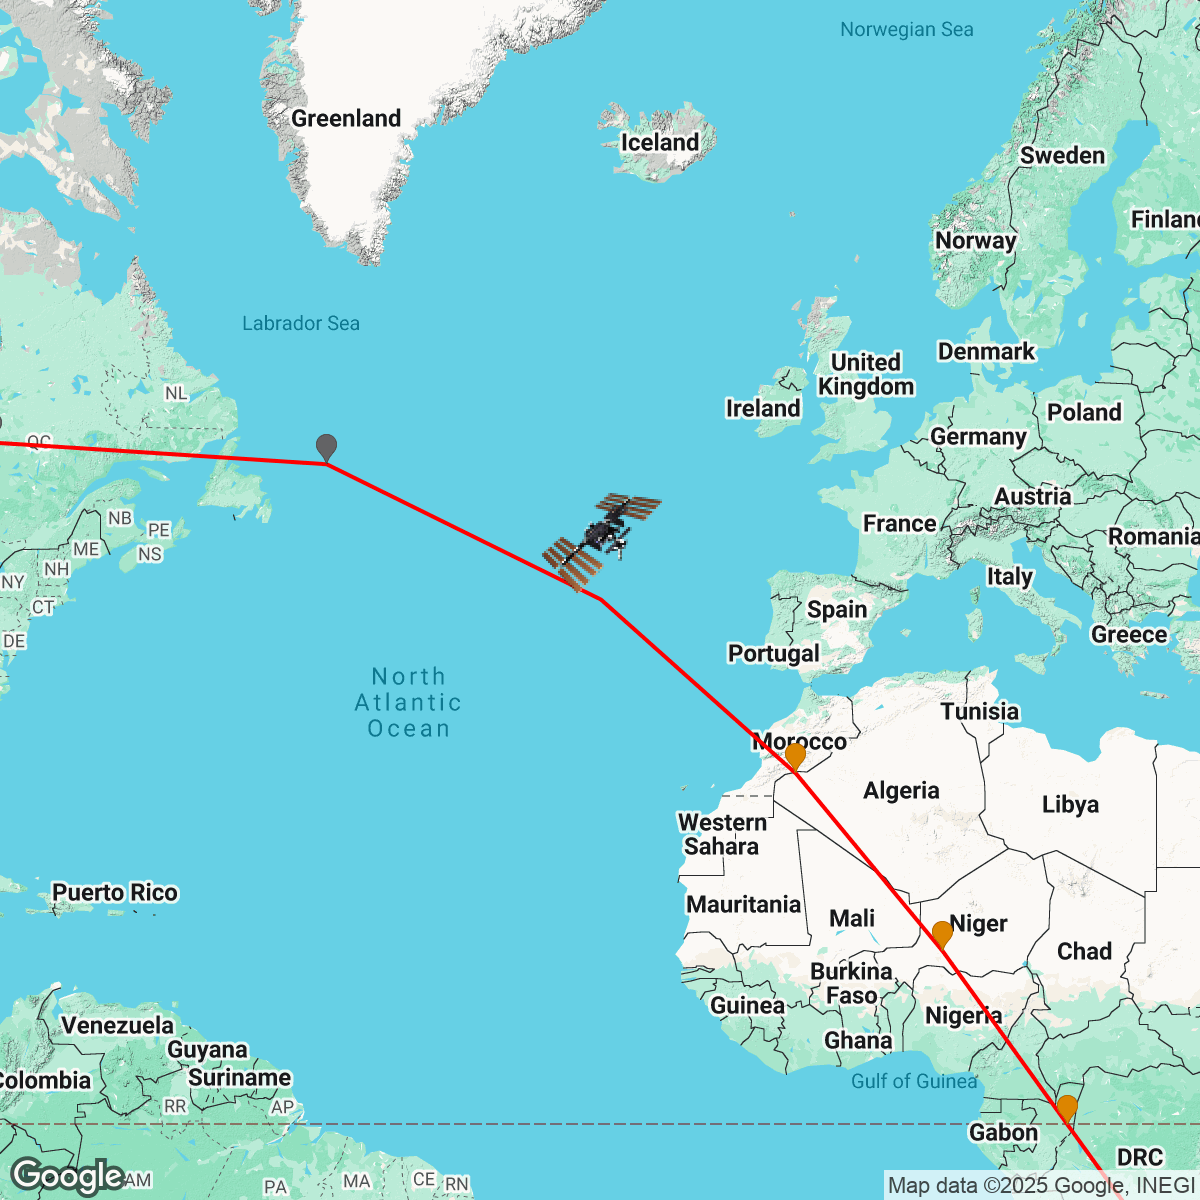 Norwegian Sea
Greenland
Iceland
Sweden
Finlan
Norway
Labrador Sea
Denmark
United
Kingdom
NL
Ireland
Poland
Germany
QC
Austria
NB
PE
France
Romania
ME
NS
NH
Italy
NY
CT
Spain
Greece
DE
Portugal
North
Atlantic
Ocean
Tunisia
Morocco
Algeria
Libya
Western
Sahara
Puerto Rico
Mauritania
Mali
Niger
Chad
Burkina
Faso
Guinea
Nigeria
Venezuela
Ghana
Guyana
Suriname
Colombia
Gulf of Guinea
RR
AP
Gabon
DRC
Google
AM
PA
MA
CE
RN
Map data ©2025 Google, INEGI